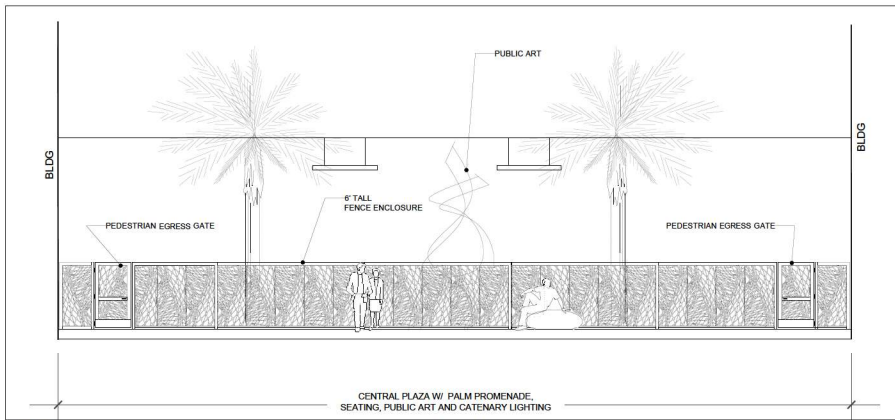 PUBLIC ART
BLDG
BLDG
6' TALL
FENCE ENCLOSURE
PEDESTRIAN EGRESS GATE
PEDESTRIAN EGRESS GATE
CENTRAL PLAZA W/ PALM PROMENADE,
SEATING, PUBLIC ART AND CATENARY LIGHTING